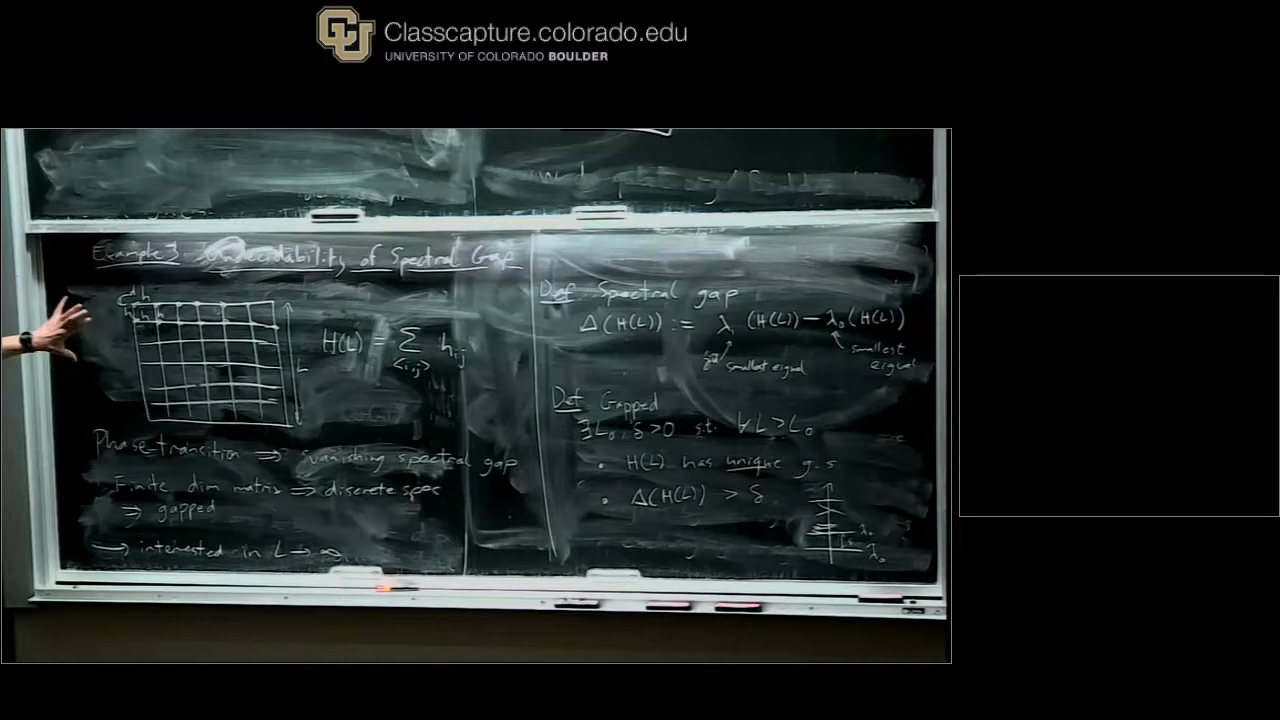 Classcapture.colorado.edu
UNIVERSITY OF COLORADO BOULDER
Example 3 Undecidability of Spectral Gap
h
h h h
L
H(L) = Σ h_{ij}
<i,j>
Phase-transition ⇒ vanishing spectral gap
Finite dim matrix ⇒ discrete spec
⇒ gapped
→ interested in L → ∞
Def Spectral gap
Δ(H(L)) := λ₁(H(L)) − λ₀(H(L))
smallest eigval
smallest eigval
Def Gapped
∃L₀, δ>0 s.t. ∀L>L₀
• H(L) has unique g.s
• Δ(H(L)) > δ
λ₀